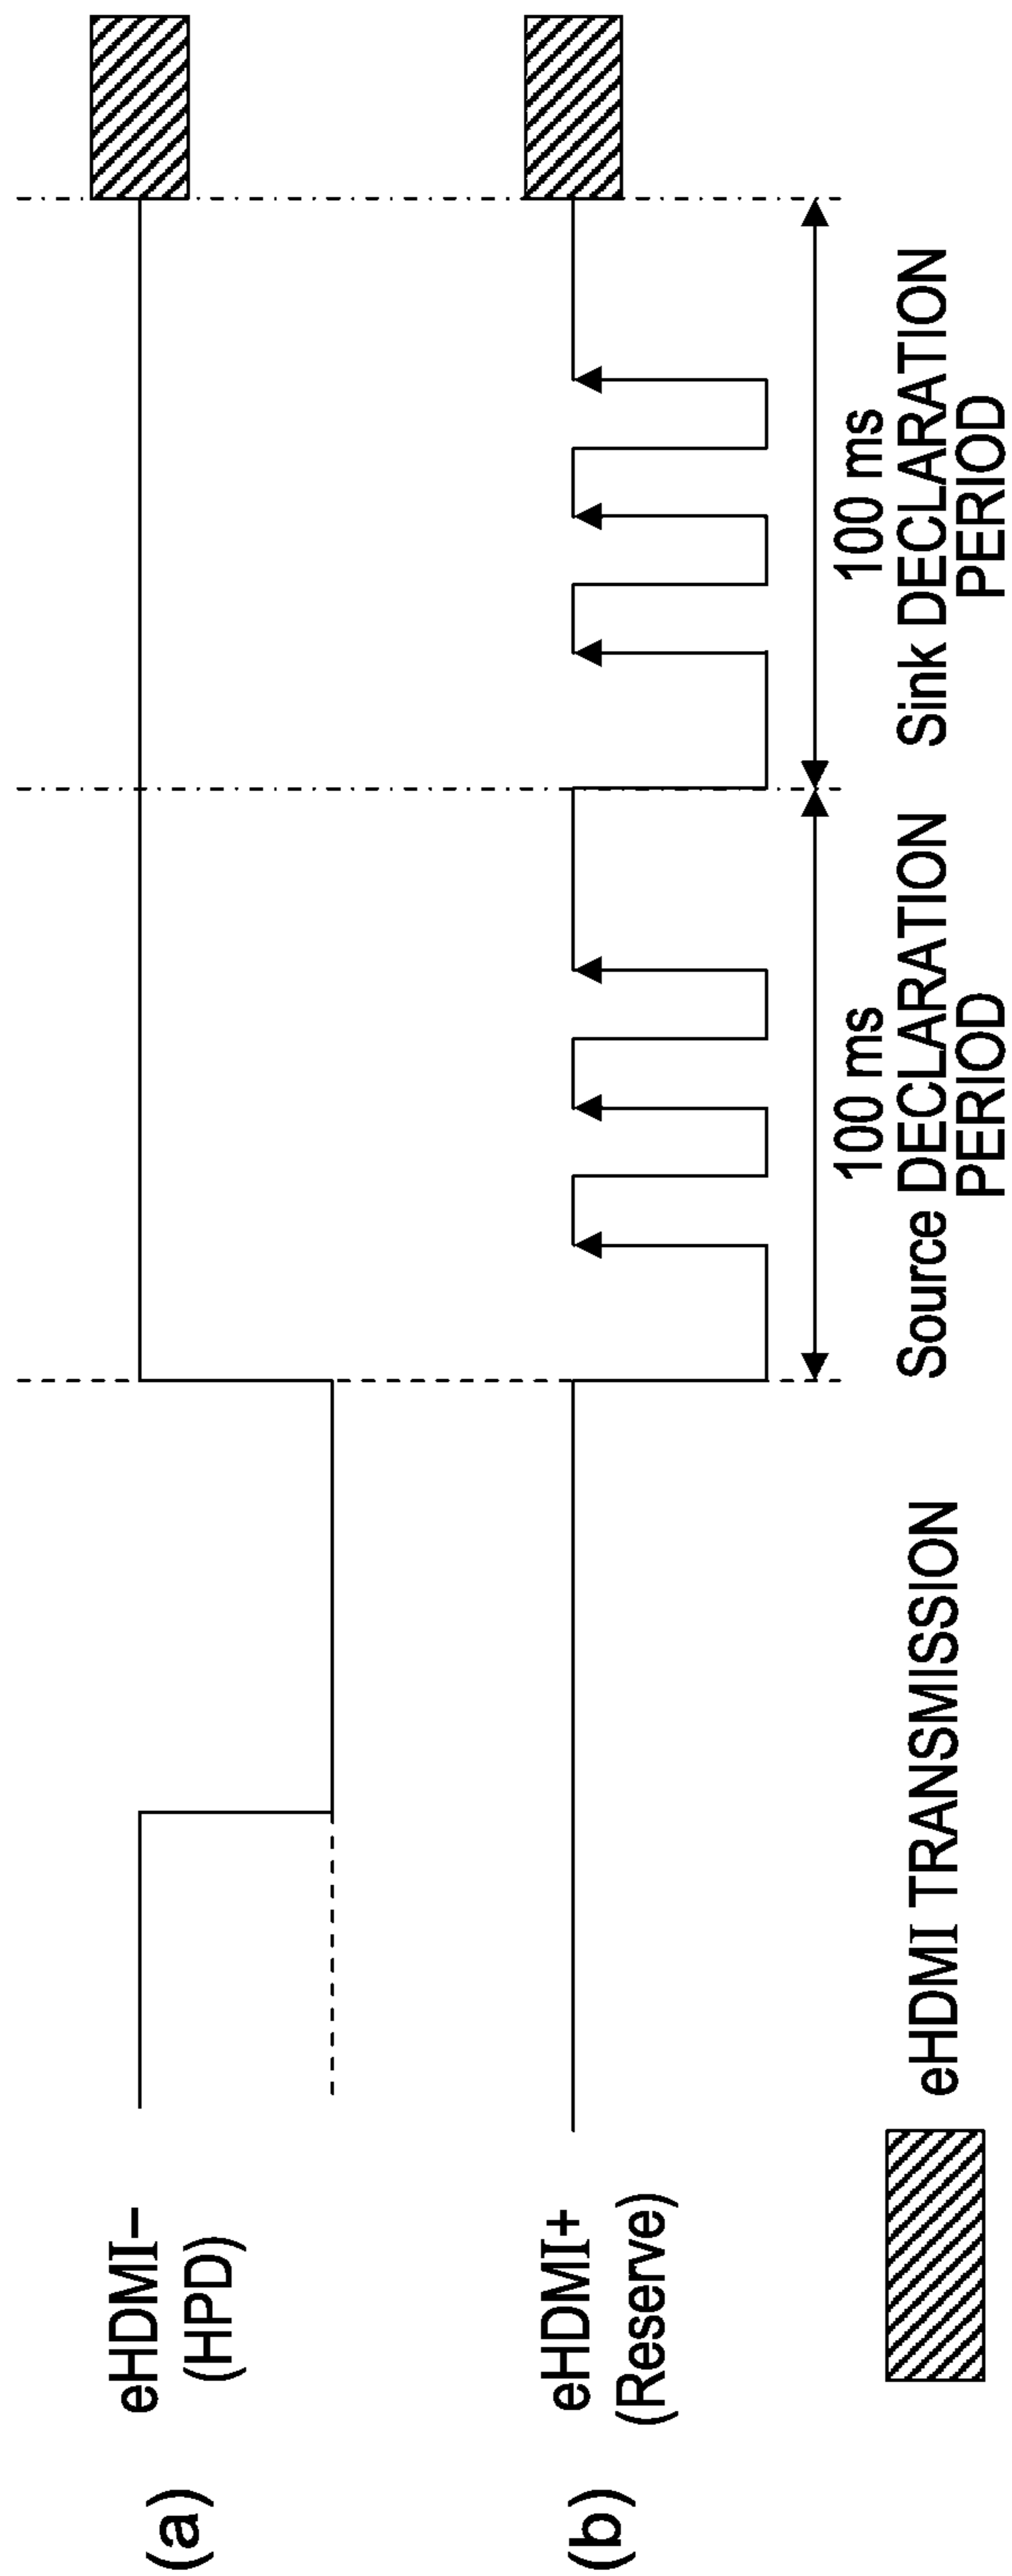 (a)
eHDMI−
(HPD)
(b)
eHDMI+
(Reserve)
100 ms
Source DECLARATION
PERIOD
100 ms
Sink DECLARATION
PERIOD
eHDMI TRANSMISSION